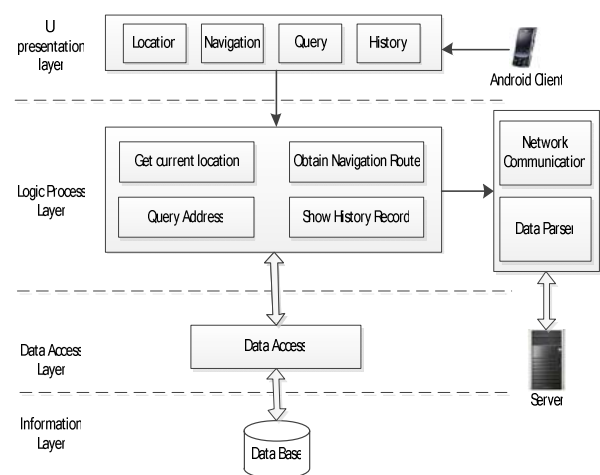 U
presentation
layer
Location
Navigation
Query
History
Android Client
Get current location
Obtain Navigation Route
Query Address
Show History Record
Logic Process
Layer
Network
Communication
Data Parser
Data Access
Layer
Data Access
Server
Information
Layer
Data Base